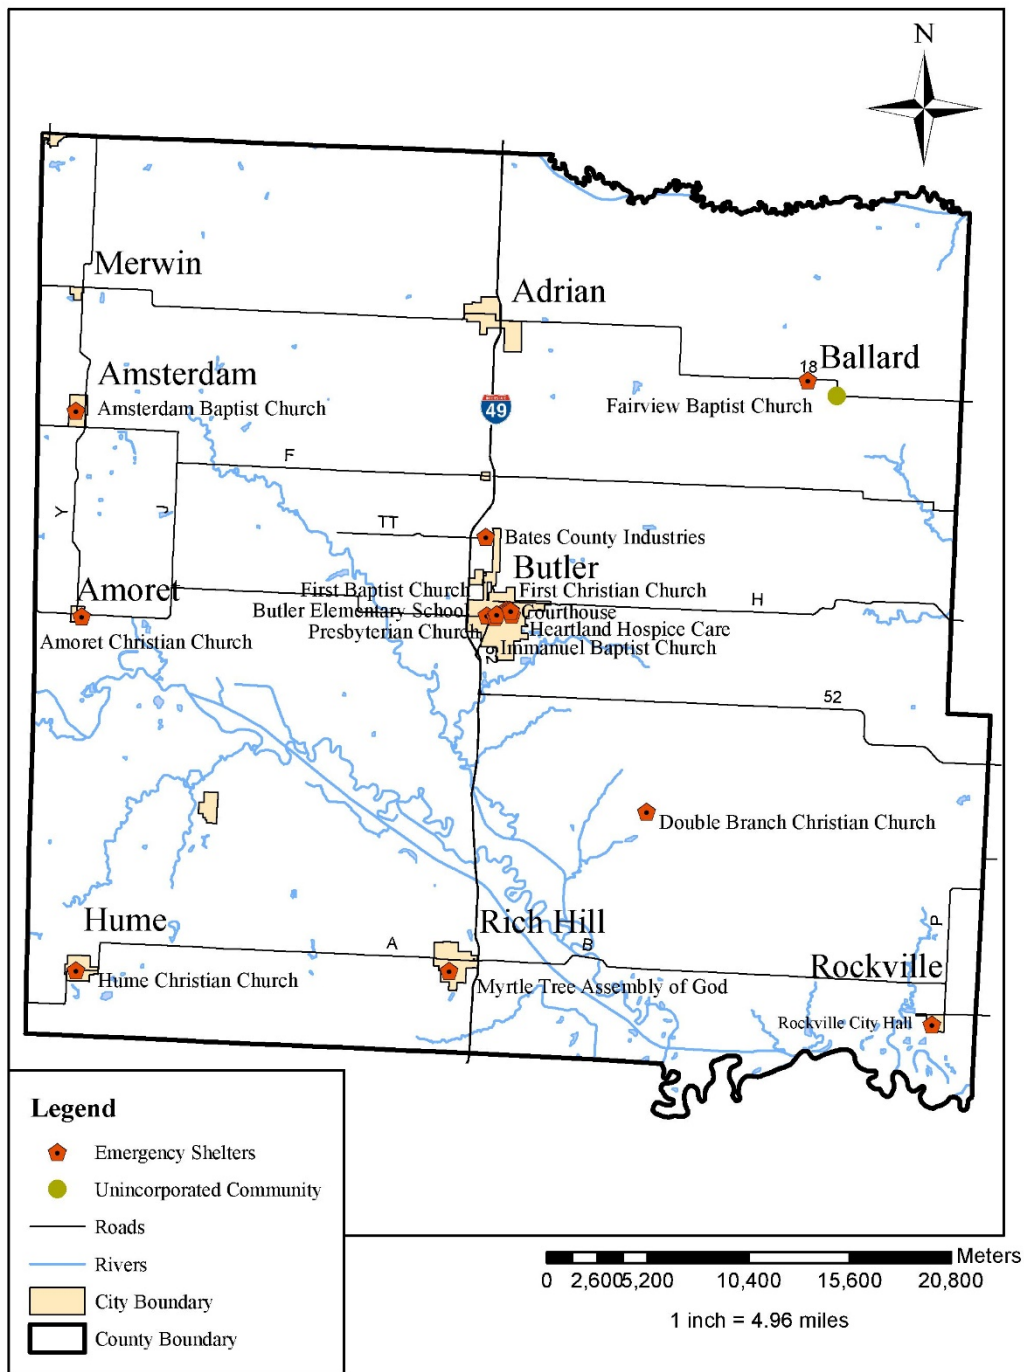 N
Merwin
Adrian
18 Ballard
Amsterdam
Amsterdam Baptist Church
49
Fairview Baptist Church
F
Y
J
TT
Bates County Industries
Butler
Amoret
First Baptist Church
First Christian Church
H
Butler Elementary School
Courthouse
Presbyterian Church
Heartland Hospice Care
Amoret Christian Church
Immanuel Baptist Church
52
52
Double Branch Christian Church
Hume
Rich Hill
P
A
B
Rockville
Hume Christian Church
Myrtle Tree Assembly of God
Rockville City Hall
Legend
Emergency Shelters
Unincorporated Community
Roads
Rivers
City Boundary
County Boundary
Meters
0 2,600 5,200 10,400 15,600 20,800
1 inch = 4.96 miles